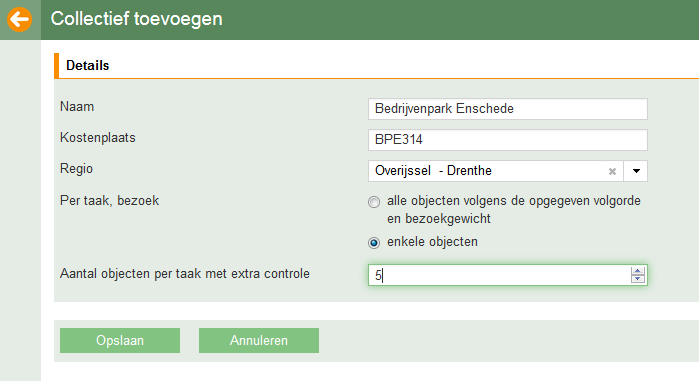 Collectief toevoegen
Details
Naam
Bedrijvenpark Enschede
Kostenplaats
BPE314
Regio
Overijssel - Drenthe
Per taak, bezoek
alle objecten volgens de opgegeven volgorde
en bezoekgewicht
enkele objecten
Aantal objecten per taak met extra controle
5
Opslaan
Annuleren